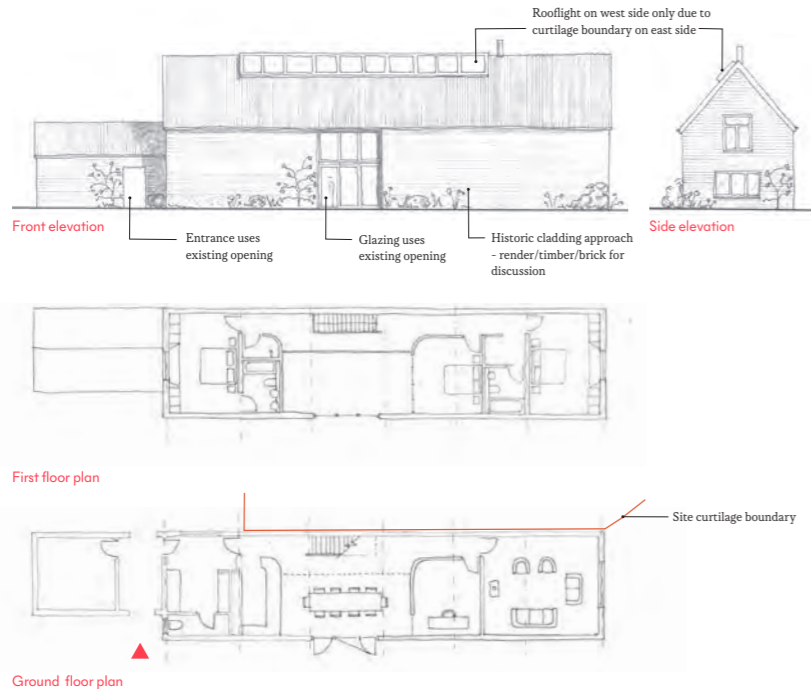 Rooflight on west side only due to
curtilage boundary on east side
Front elevation
Entrance uses
existing opening
Glazing uses
existing opening
Historic cladding approach
- render/timber/brick for
discussion
Side elevation
First floor plan
Site curtilage boundary
Ground floor plan